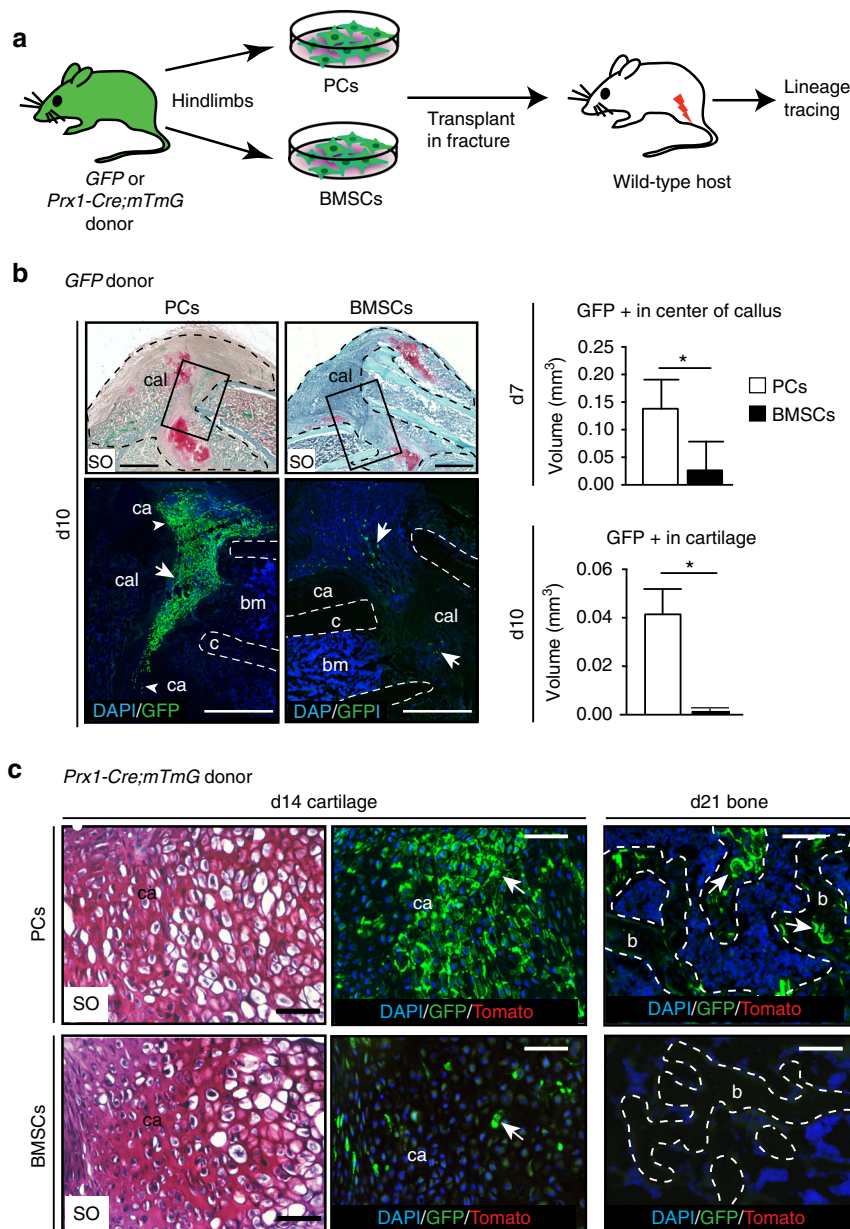 a
Hindlimbs
GFP or
Prx1-Cre;mTmG
donor
PCs
BMSCs
Transplant
in fracture
Wild-type host
Lineage
tracing
b
GFP donor
PCs
BMSCs
d10
cal
SO
cal
SO
ca
cal
bm
c
ca
DAPI/GFP
ca
c
cal
bm
DAP/GFPI
d7
GFP + in center of callus
Volume (mm³)
0.25
0.20
0.15
0.10
0.05
0.00
*
PCs
BMSCs
d10
GFP + in cartilage
Volume (mm³)
0.06
0.04
0.02
0.00
*
c
Prx1-Cre;mTmG donor
d14 cartilage
d21 bone
PCs
ca
SO
ca
DAPI/GFP/Tomato
b
b
DAPI/GFP/Tomato
BMSCs
ca
SO
ca
DAPI/GFP/Tomato
b
DAPI/GFP/Tomato